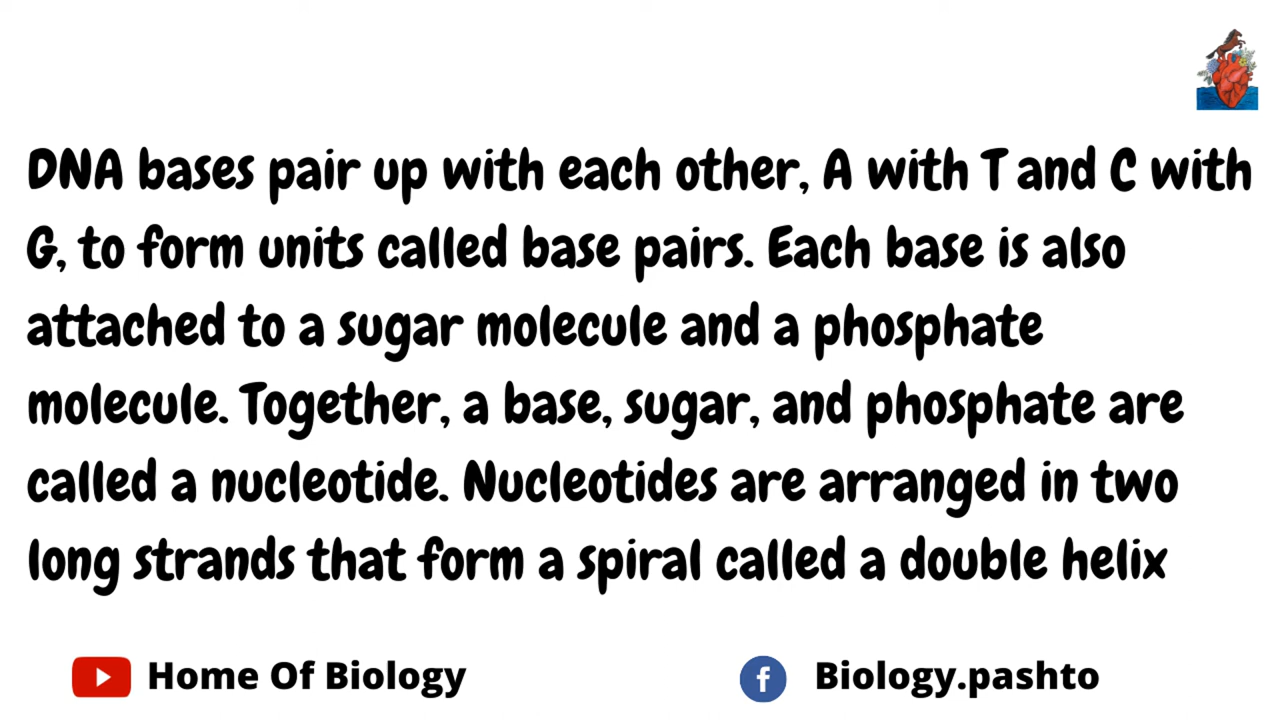 DNA bases pair up with each other, A with T and C with
G, to form units called base pairs. Each base is also
attached to a sugar molecule and a phosphate
molecule. Together, a base, sugar, and phosphate are
called a nucleotide. Nucleotides are arranged in two
long strands that form a spiral called a double helix
Home Of Biology
f Biology.pashto